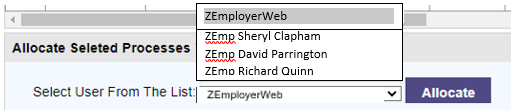 ZEmployerWeb
ZEmp Sheryl Clapham
Allocate Seleted Processes
ZEmp David Parrington
ZEmp Richard Quinn
Select User From The List: ZEmployerWeb Allocate